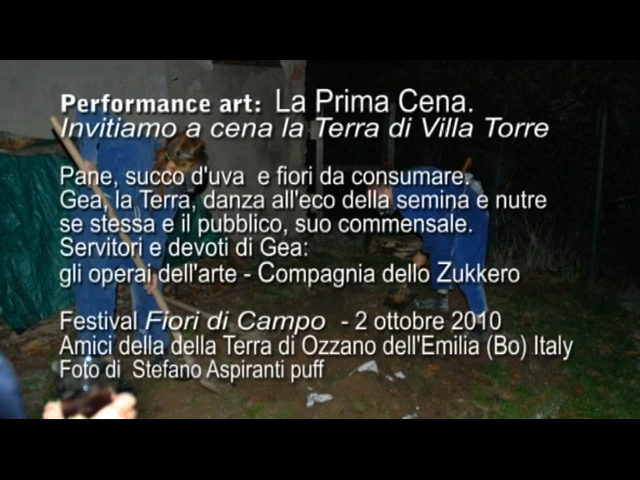 Performance art: La Prima Cena.
Invitiamo a cena la Terra di Villa Torre
Pane, succo d'uva e fiori da consumare.
Gea, la Terra, danza all'eco della semina e nutre
se stessa e il pubblico, suo commensale.
Servitori e devoti di Gea:
gli operai dell'arte - Compagnia dello Zukkero
Festival Fiori di Campo - 2 ottobre 2010
Amici della della Terra di Ozzano dell'Emilia (Bo) Italy
Foto di Stefano Aspiranti puff